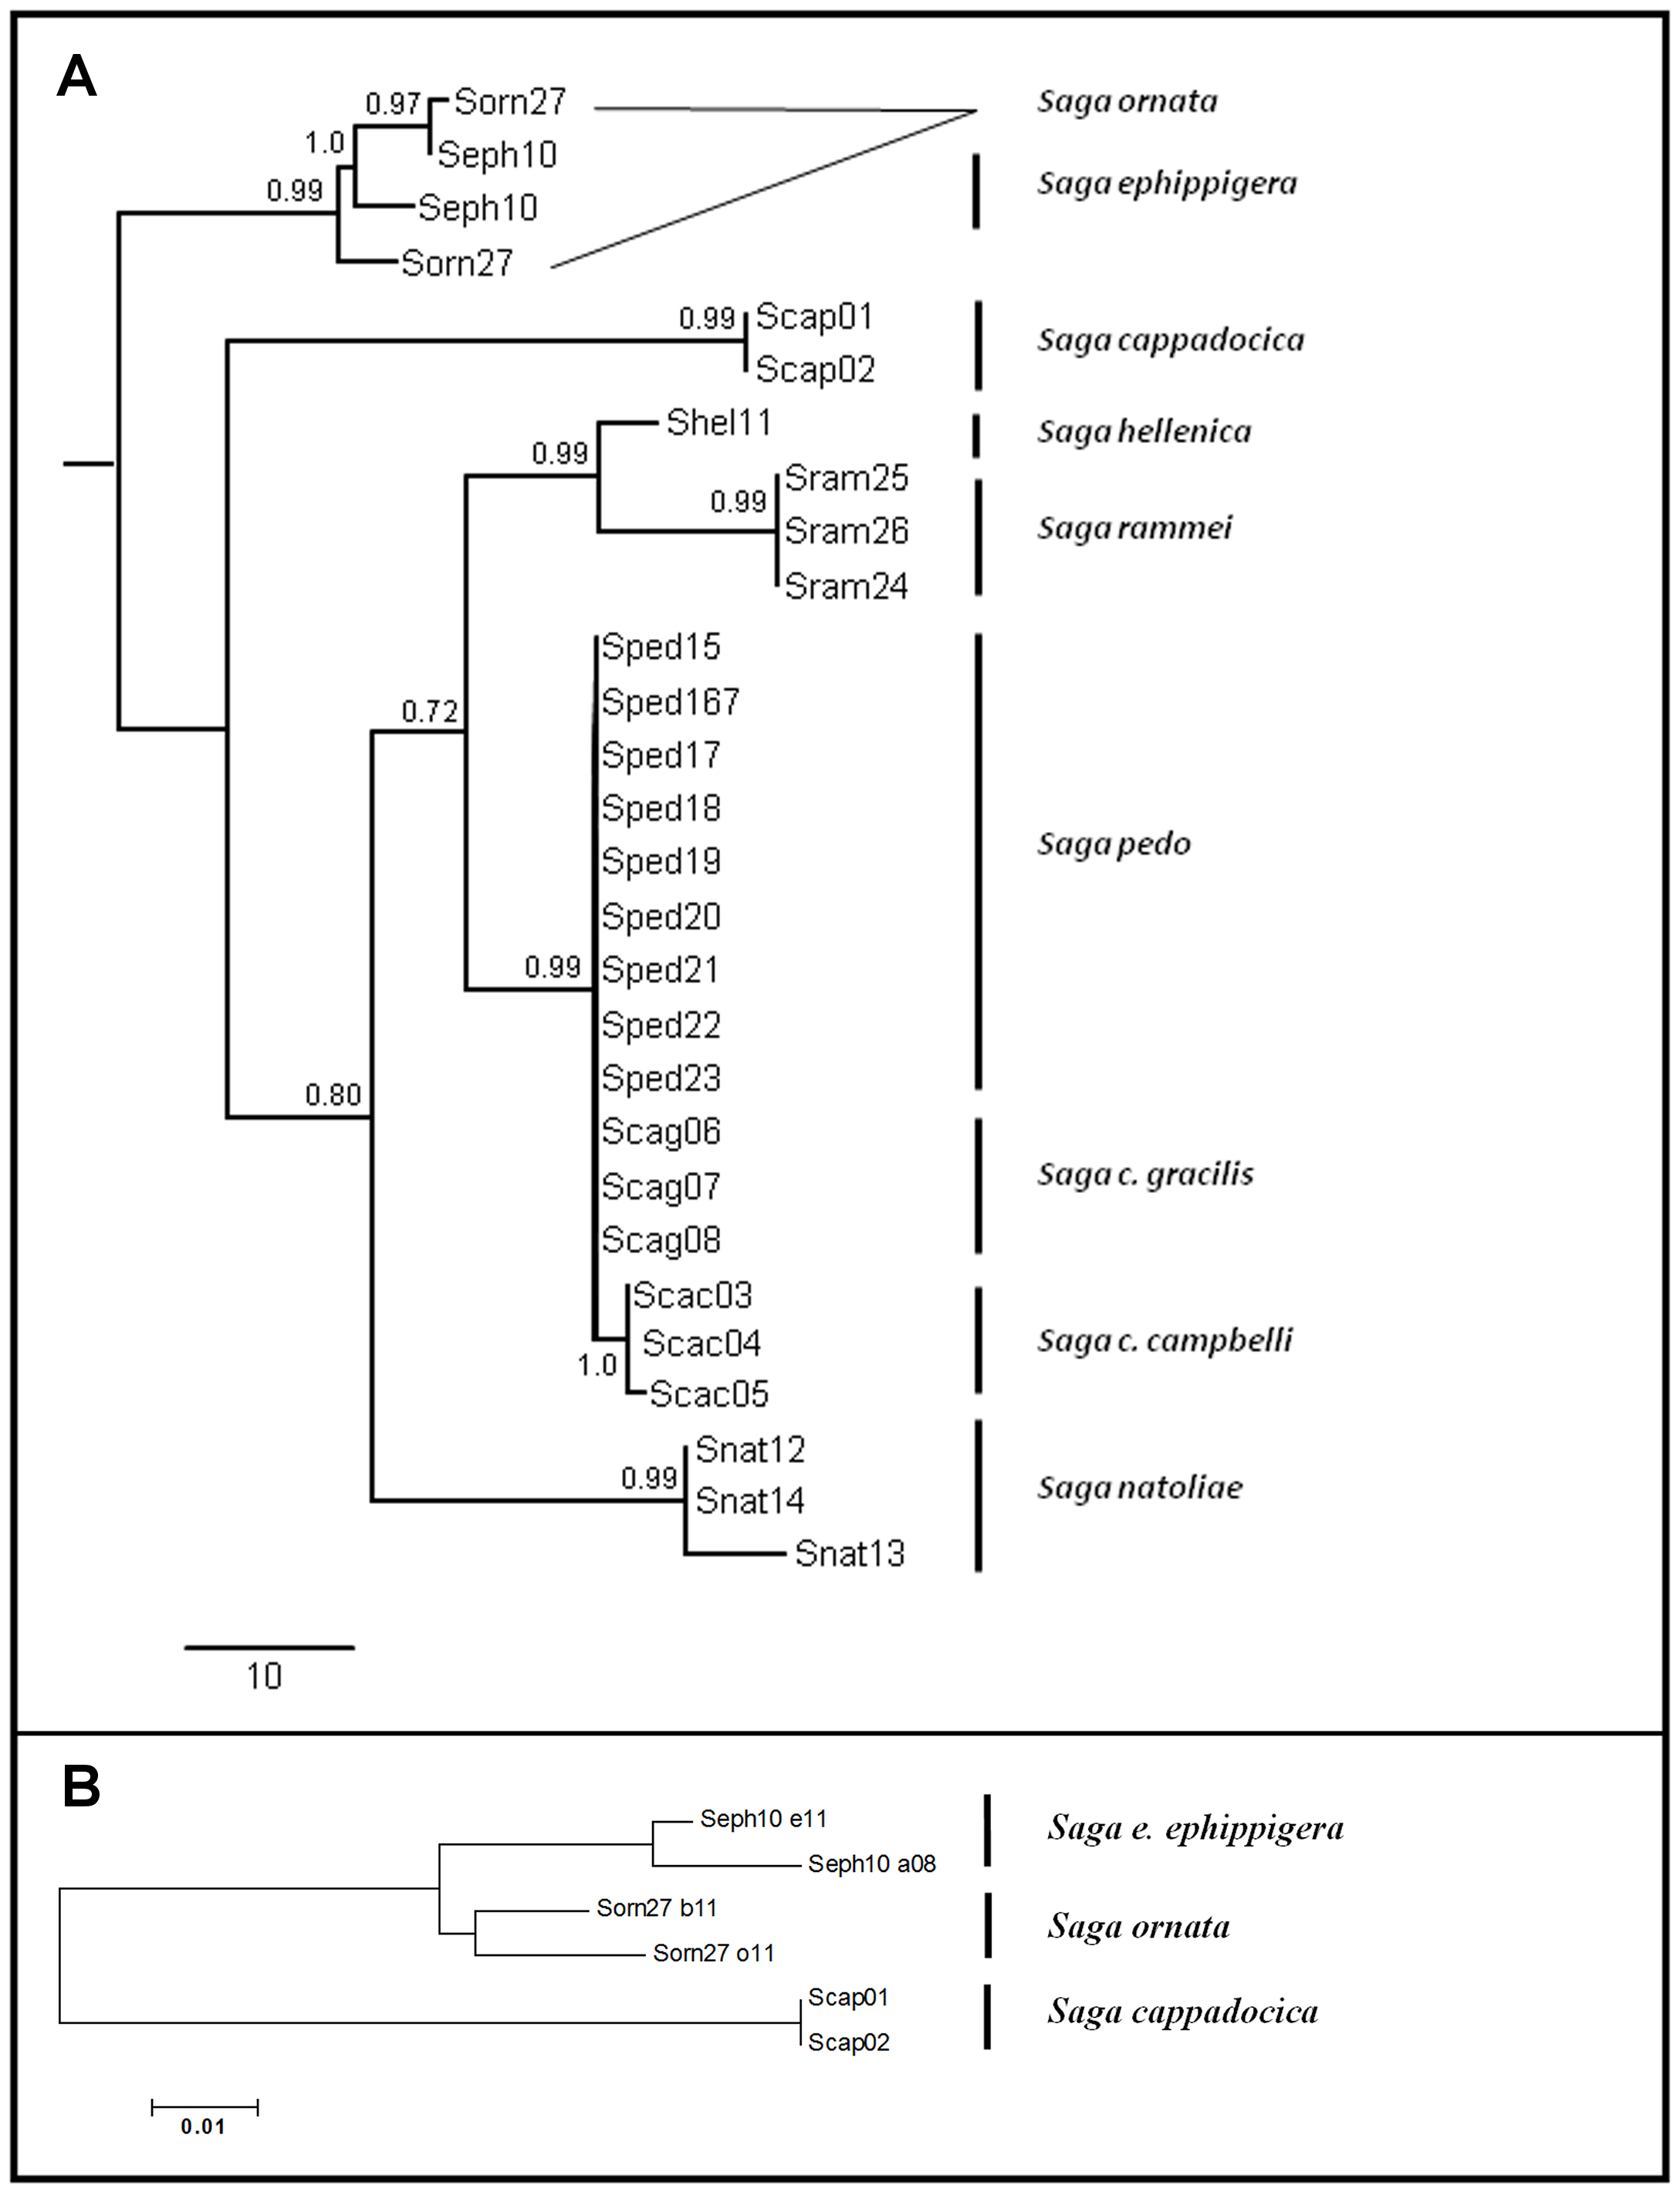 A
0.97 Sorn27 Saga ornata
1.0 Seph10 Saga ephippigera
0.99 Seph10
Sorn27
0.99 Scap01 Saga cappadocica
Scap02
Shel11 Saga hellenica
0.99
Sram25
0.99 Sram26 Saga rammei
Sram24
Sped15
Sped167
0.72 Sped17
Sped18
Sped19 Saga pedo
Sped20
0.99 Sped21
Sped22
Sped23
0.80
Scag06
Scag07 Saga c. gracilis
Scag08
Scac03
Scac04 Saga c. campbelli
1.0
Scac05
Snat12
0.99 Snat14 Saga natoliae
Snat13
10
B
Seph10 e11 Saga e. ephippigera
Seph10 a08
Sorn27 b11 Saga ornata
Sorn27 o11
Scap01 Saga cappadocica
Scap02
0.01